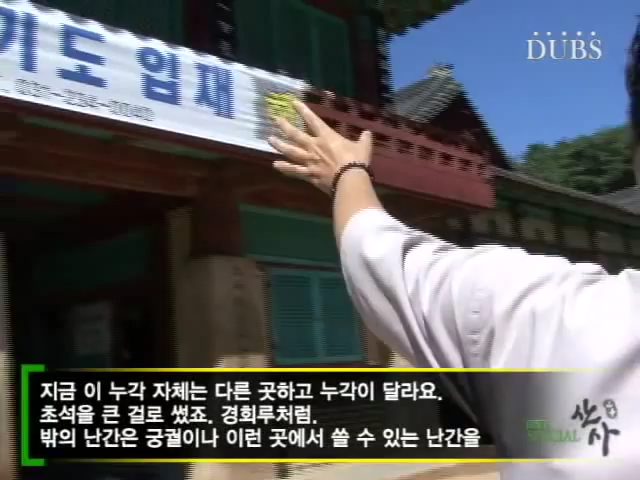 DUBS
기도입재
지금 이 누각 자체는 다른 곳하고 누각이 달라요.
초석을 큰 걸로 썼죠. 경회루처럼.
밖의 난간은 궁궐이나 이런 곳에서 쓸 수 있는 난간을
SPECIAL
산사